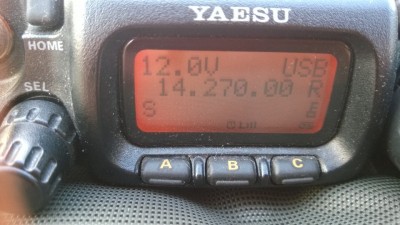 YAESU
HOME
12.0V USB
14.270.00 R
SEL
S
A B C